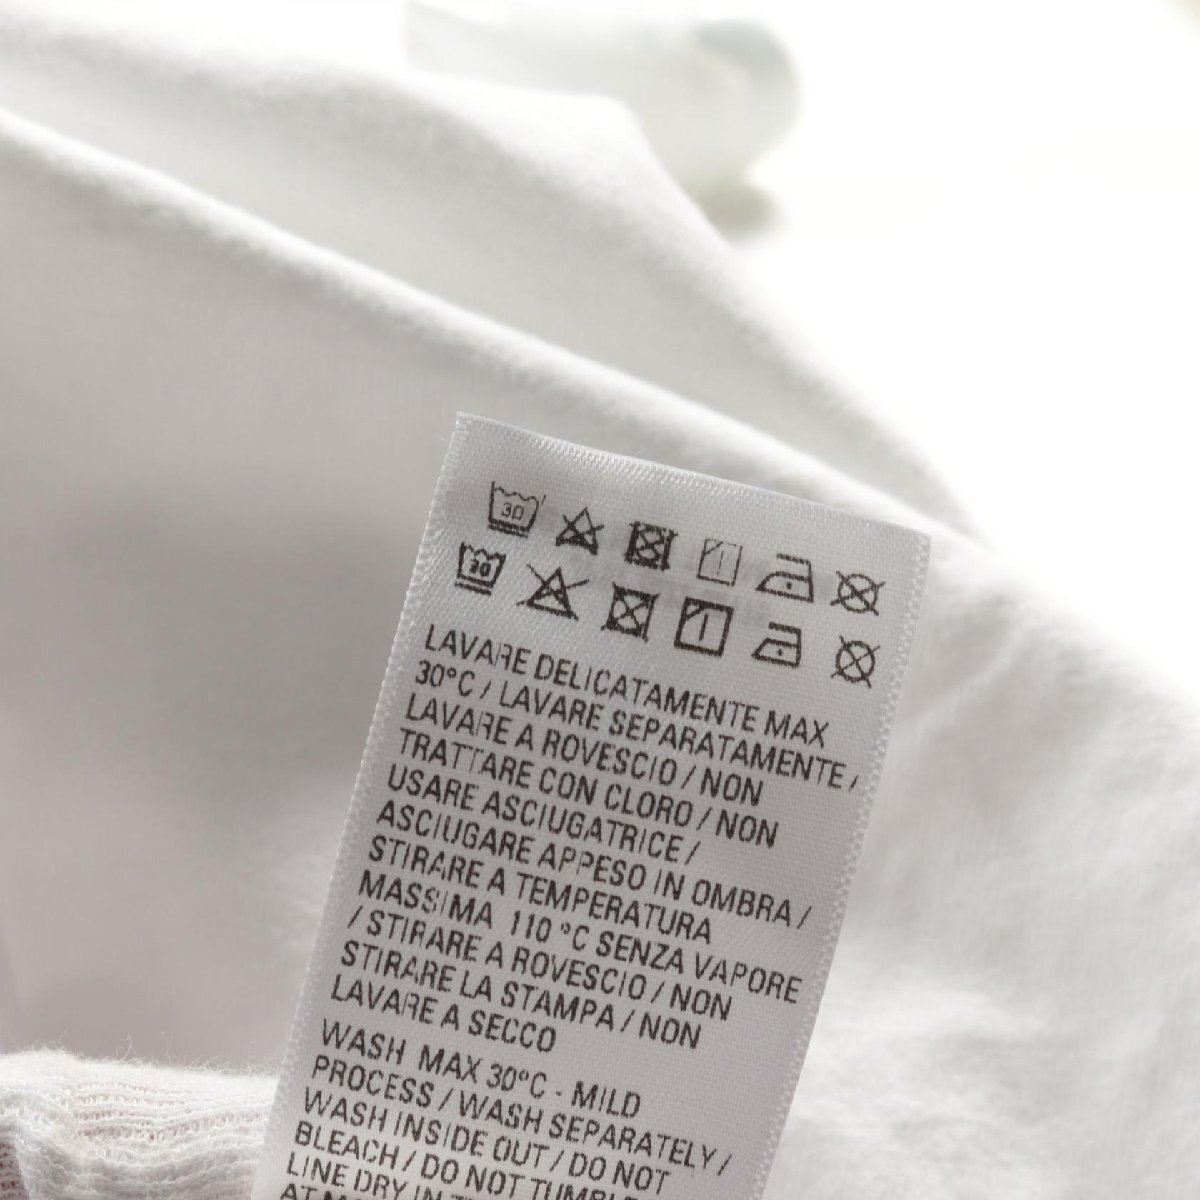 30
30
LAVARE DELICATAMENTE MAX
30°C / LAVARE SEPARATAMENTE /
LAVARE A ROVESCIO / NON
TRATTARE CON CLORO / NON
USARE ASCIUGATRICE /
ASCIUGARE APPESO IN OMBRA /
STIRARE A TEMPERATURA
MASSIMA 110 °C SENZA VAPORE
/ STIRARE A ROVESCIO / NON
STIRARE LA STAMPA / NON
LAVARE A SECCO
WASH MAX 30°C - MILD
PROCESS / WASH SEPARATELY /
WASH INSIDE OUT / DO NOT
BLEACH / DO NOT TUMBLE
LINE DRY IN